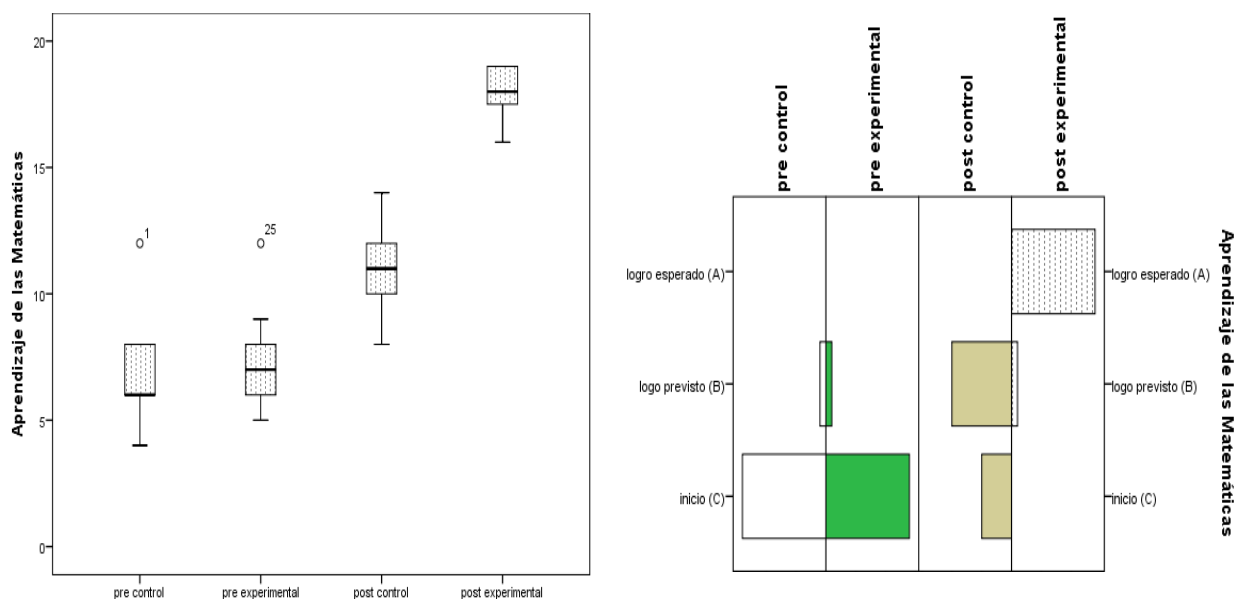 Aprendizaje de las Matemáticas
20
15
10
5
0
1
25
pre control
pre experimental
post control
post experimental
pre control
pre experimental
post control
post experimental
logro esperado (A)
logo previsto (B)
inicio (C)
logro esperado (A)
logo previsto (B)
inicio (C)
Aprendizaje de las Matemáticas